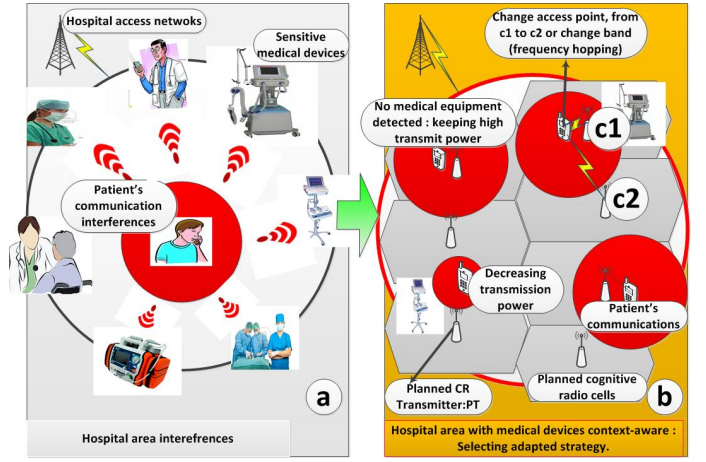 Hospital access netwoks
Sensitive
medical devices
Patient's
communication
interferences
a
Hospital area interefrences
Change access point, from
c1 to c2 or change band
(frequency hopping)
No medical equipment
detected : keeping high
transmit power
c1
c2
Decreasing
transmission
power
Patient's
communications
Planned CR
Transmitter:PT
Planned cognitive
radio cells
b
Hospital area with medical devices context-aware :
Selecting adapted strategy.